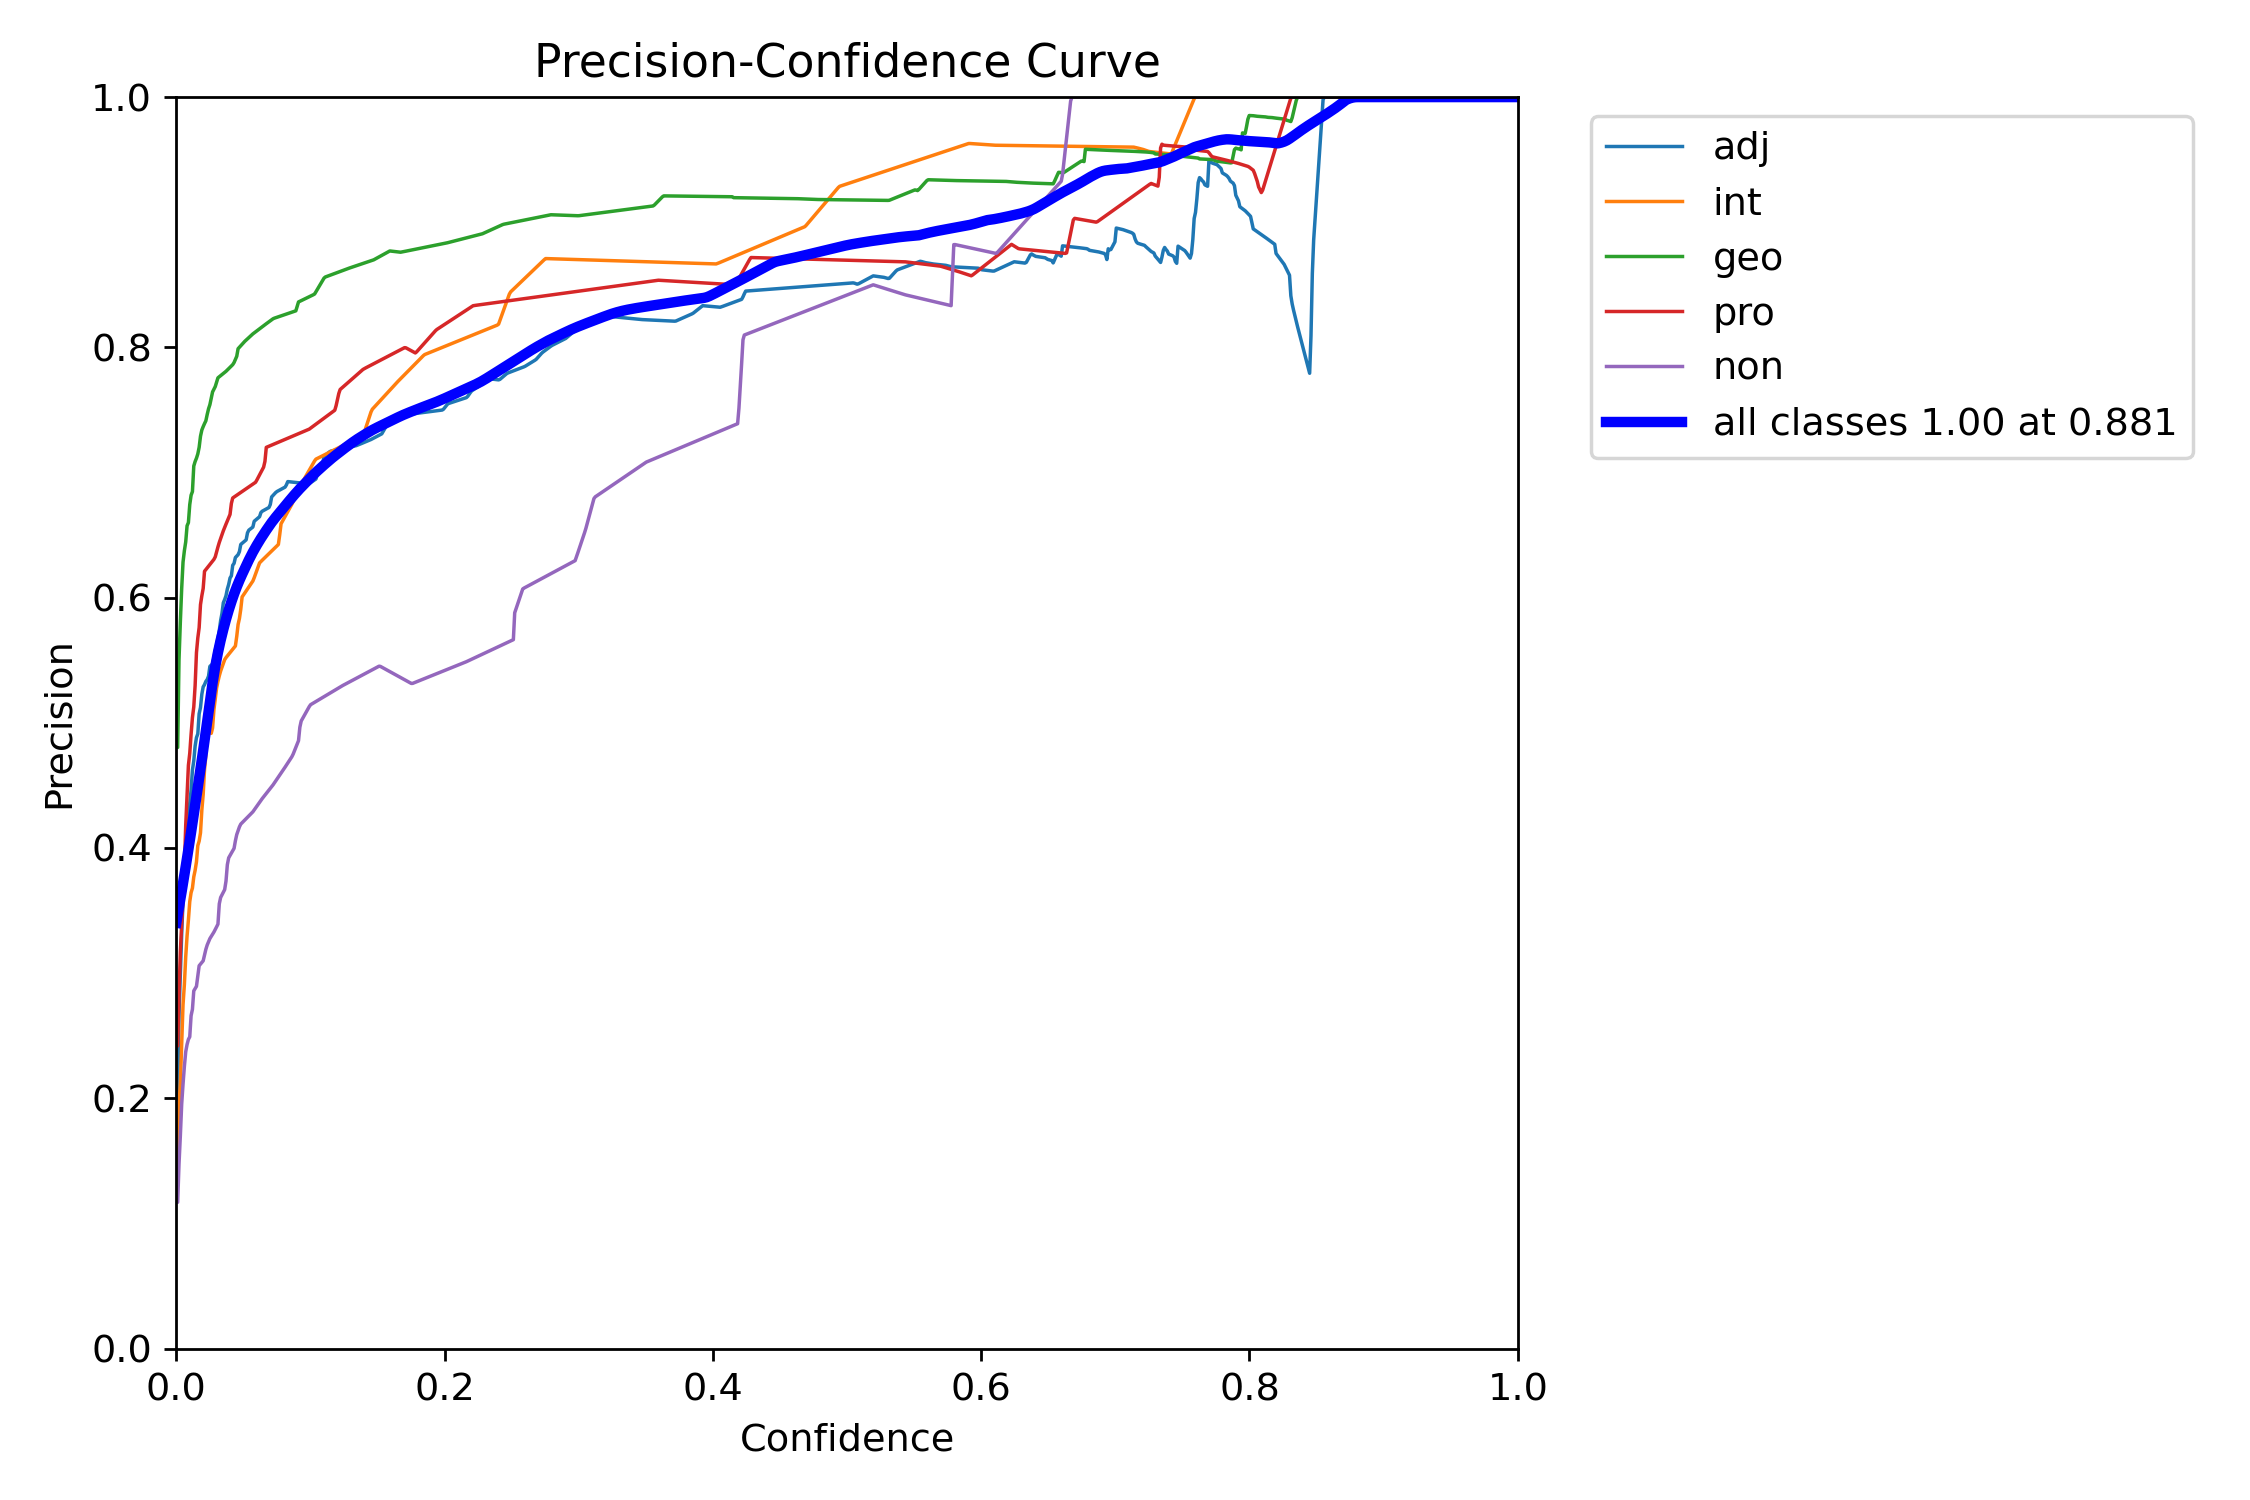 Precision-Confidence Curve
1.0
0.8
0.6
0.4
0.2
0.0
Precision
0.0 0.2 0.4 0.6 0.8 1.0
Confidence
adj
int
geo
pro
non
all classes 1.00 at 0.881